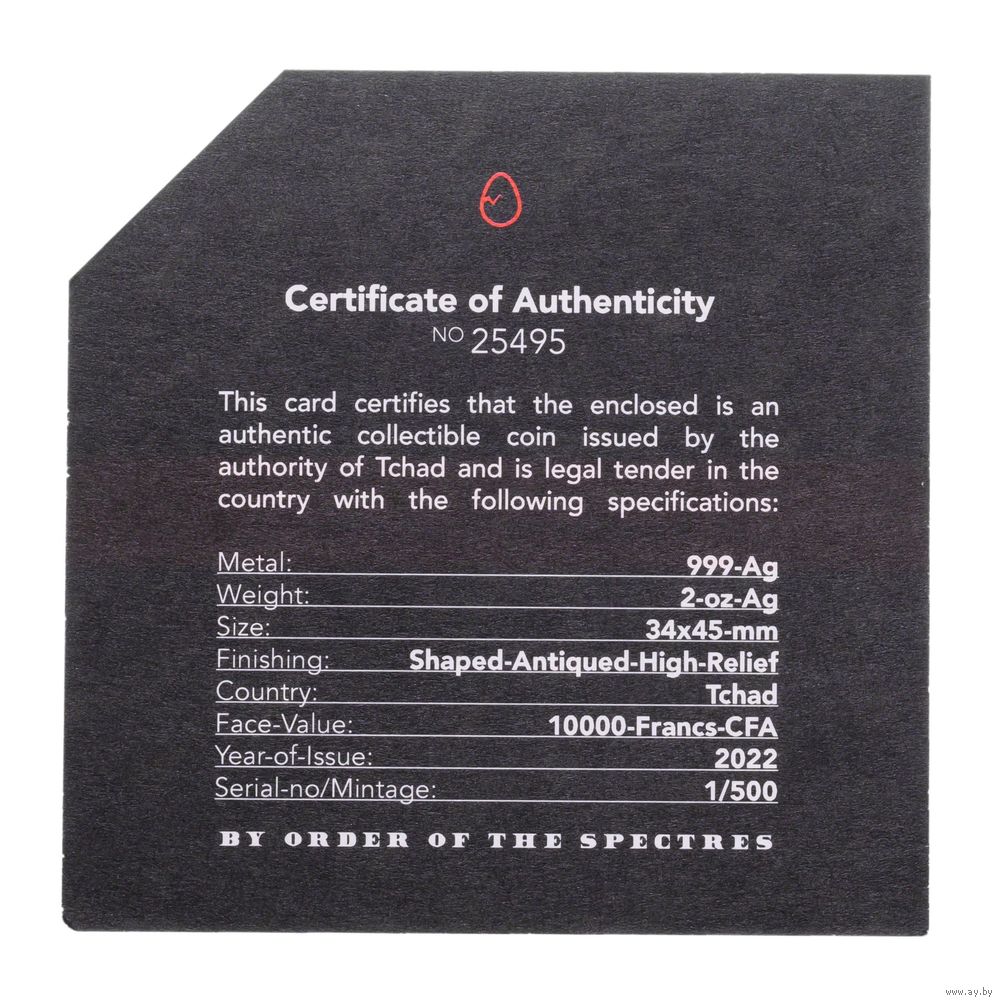 Certificate of Authenticity
NO 25495
This card certifies that the enclosed is an
authentic collectible coin issued by the
authority of Tchad and is legal tender in the
country with the following specifications:
Metal: 999-Ag
Weight: 2-oz-Ag
Size: 34x45-mm
Finishing: Shaped-Antiqued-High-Relief
Country: Tchad
Face-Value: 10000-Francs-CFA
Year-of-Issue: 2022
Serial-no/Mintage: 1/500
BY ORDER OF THE SPECTRES
www.ay.by